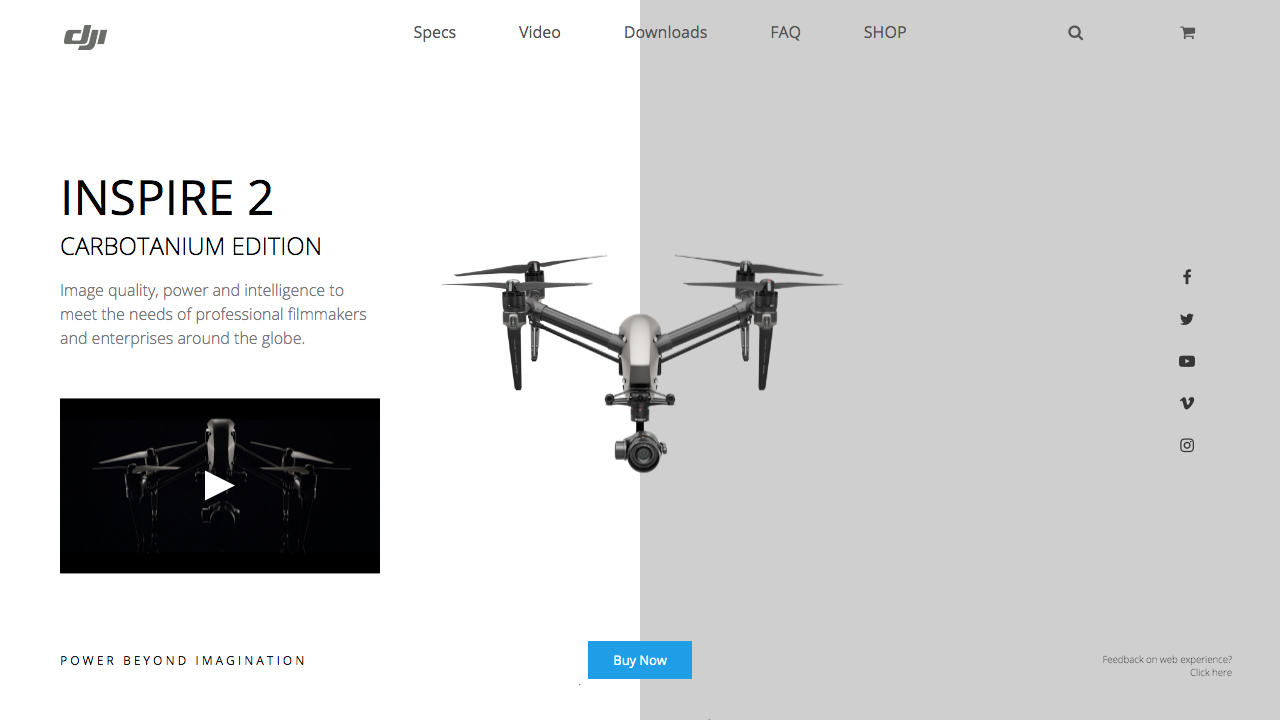 dji
Specs Video Downloads FAQ SHOP
INSPIRE 2
CARBOTANIUM EDITION
Image quality, power and intelligence to
meet the needs of professional filmmakers
and enterprises around the globe.
POWER BEYOND IMAGINATION
Buy Now
Feedback on web experience?
Click here